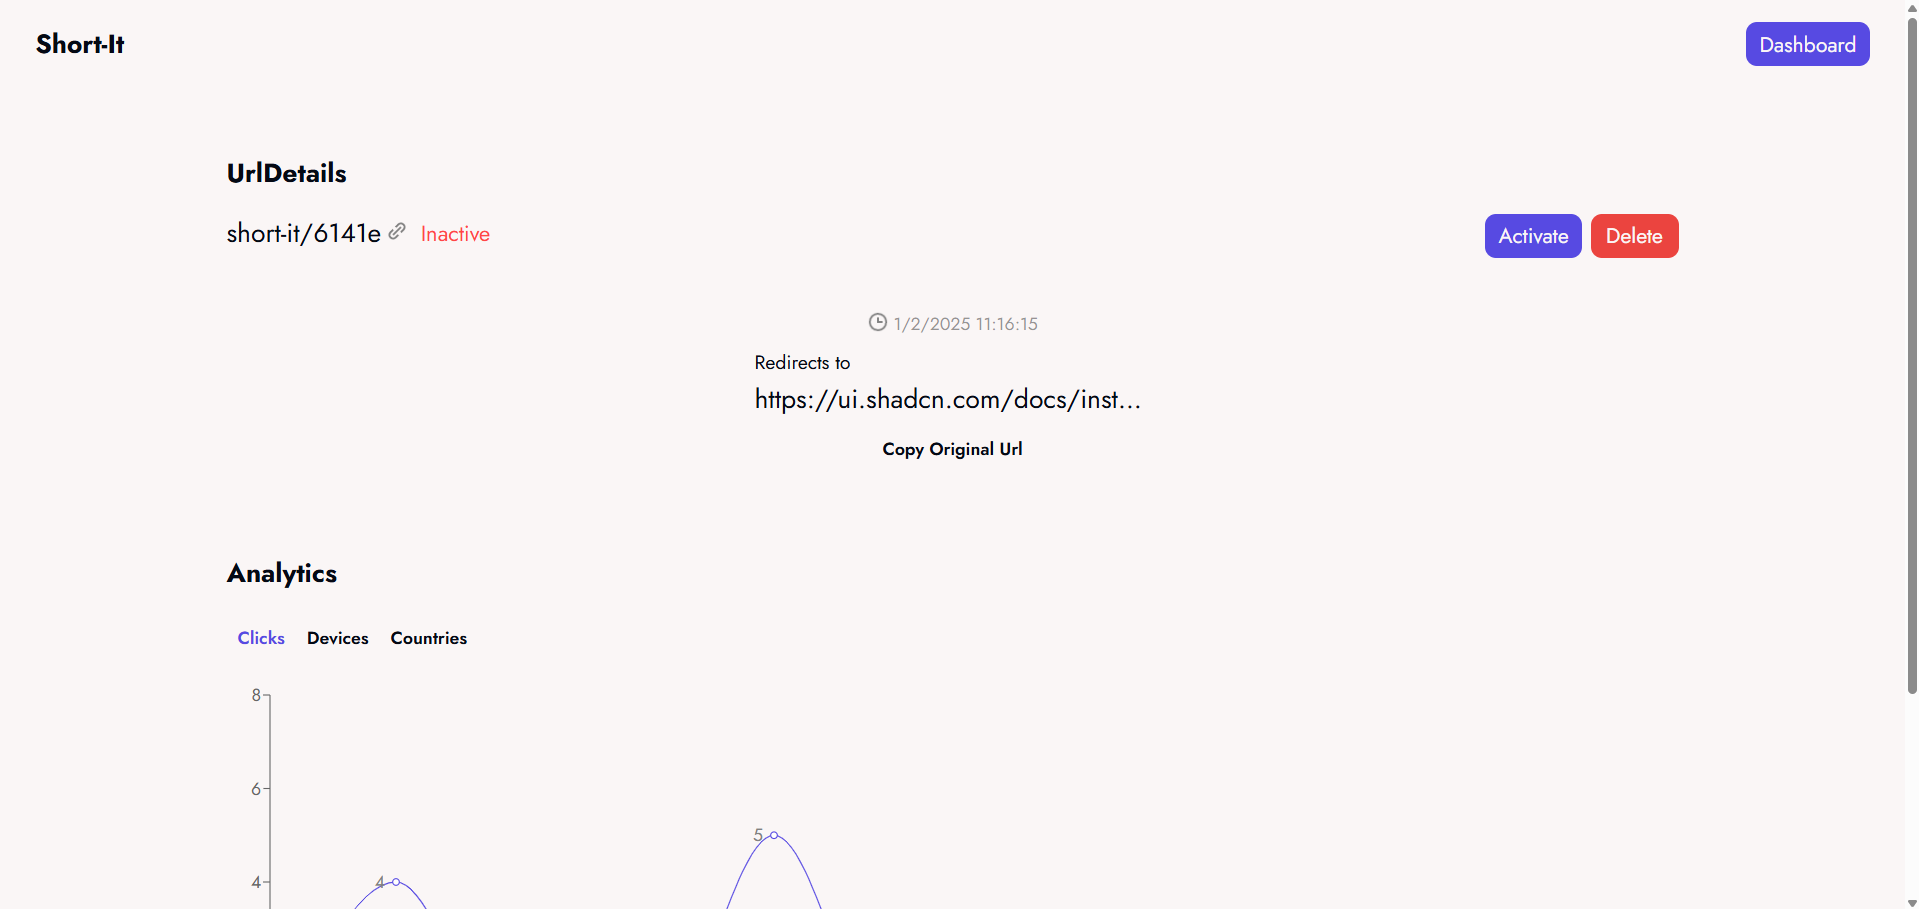 Short-It
Dashboard
UrlDetails
short-it/6141e Inactive
Activate Delete
1/2/2025 11:16:15
Redirects to
https://ui.shadcn.com/docs/inst...
Copy Original Url
Analytics
Clicks Devices Countries
8
6
5
4 4